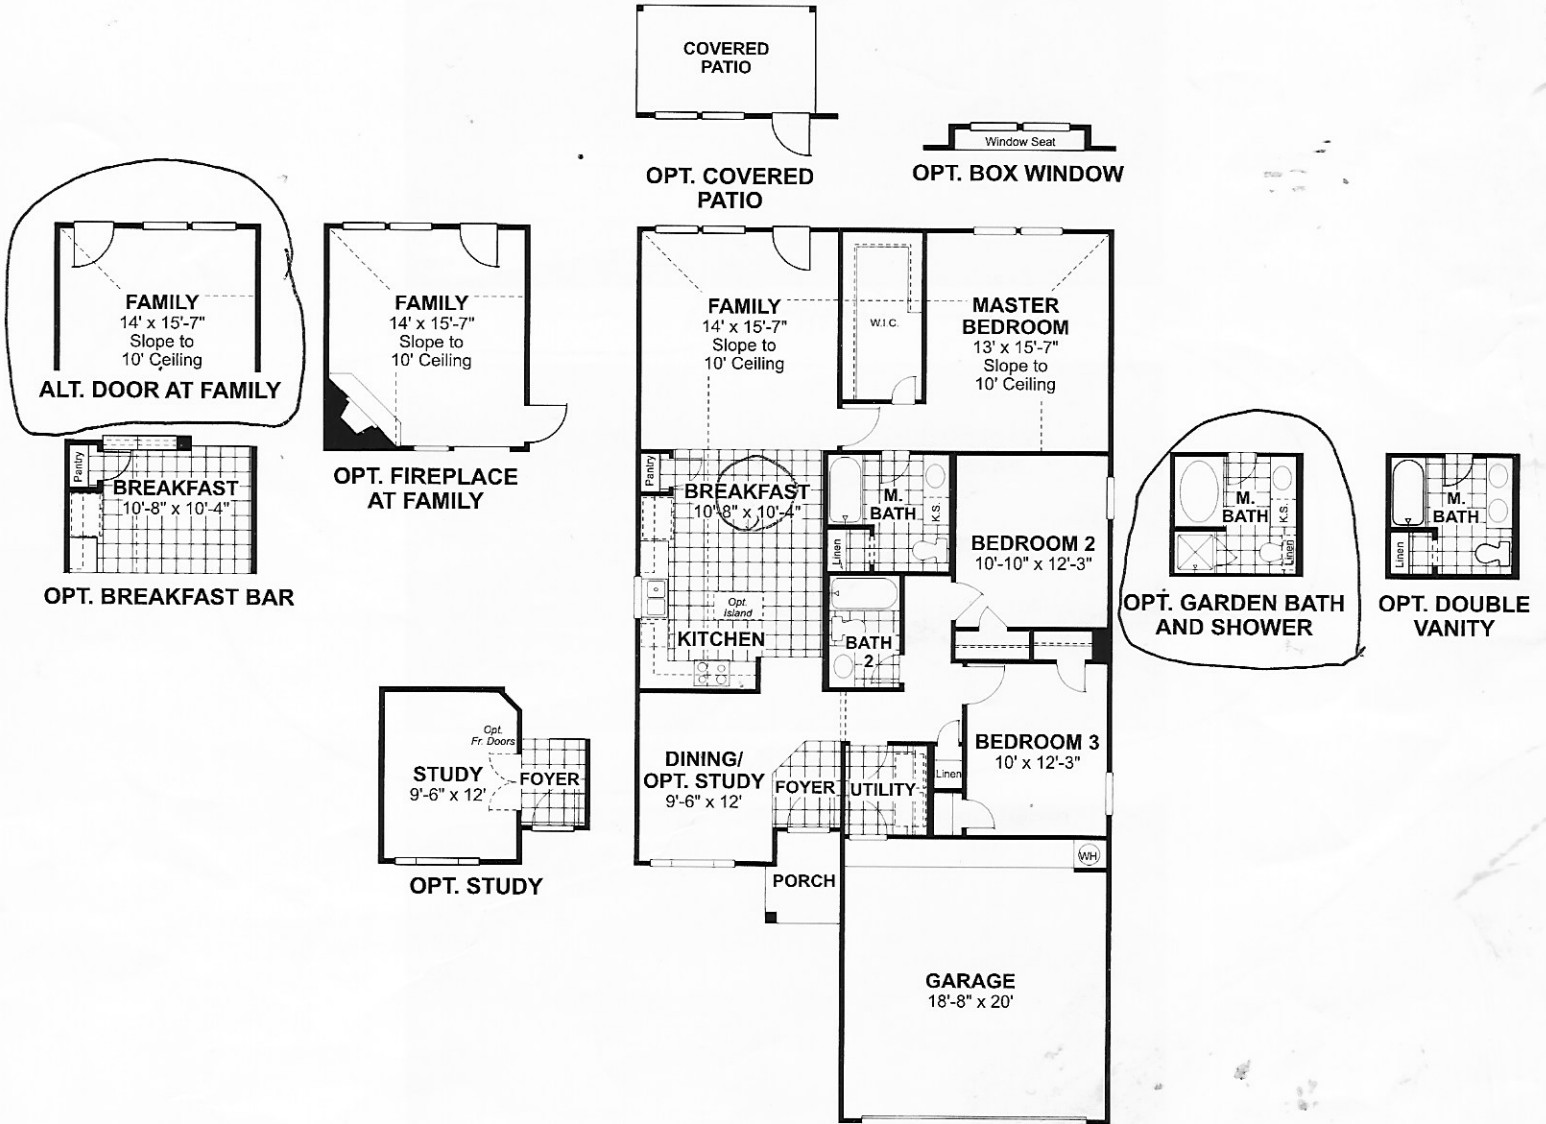 COVERED
PATIO
OPT. COVERED
PATIO
Window Seat
OPT. BOX WINDOW
FAMILY
14' x 15'-7"
Slope to
10' Ceiling
ALT. DOOR AT FAMILY
FAMILY
14' x 15'-7"
Slope to
10' Ceiling
OPT. FIREPLACE
AT FAMILY
FAMILY
14' x 15'-7"
Slope to
10' Ceiling
W.I.C.
MASTER
BEDROOM
13' x 15'-7"
Slope to
10' Ceiling
Pantry
BREAKFAST
10'-8" x 10'-4"
OPT. BREAKFAST BAR
Pantry
BREAKFAST
10'-8" x 10'-4"
M.
BATH
K.S.
Linen
BEDROOM 2
10'-10" x 12'-3"
M.
BATH
K.S.
Linen
OPT. GARDEN BATH
AND SHOWER
M.
BATH
Linen
OPT. DOUBLE
VANITY
Opt.
island
KITCHEN
BATH
2
Opt.
Fr. Doors
STUDY
9'-6" x 12'
FOYER
OPT. STUDY
DINING/
OPT. STUDY
9'-6" x 12'
FOYER
UTILITY
Linen
BEDROOM 3
10' x 12'-3"
WH
PORCH
GARAGE
18'-8" x 20'